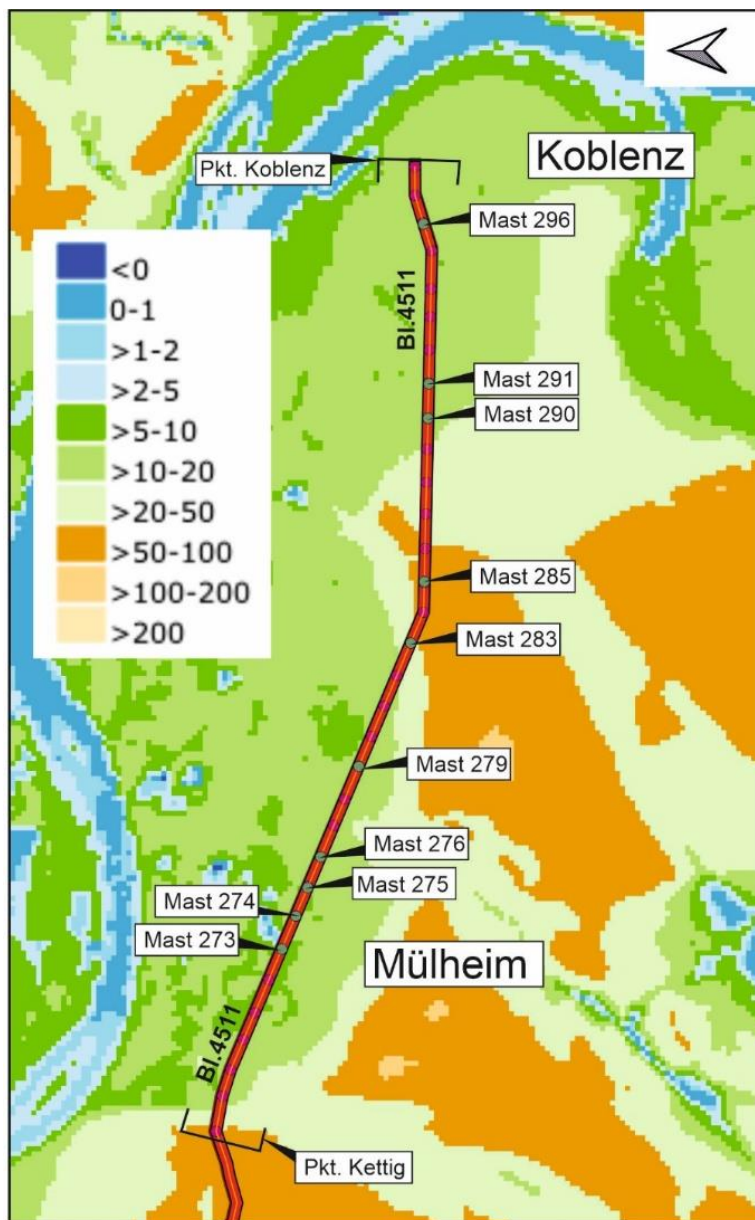 Koblenz
Pkt. Koblenz
Mast 296
<0
0-1
>1-2
>2-5
>5-10
>10-20
>20-50
>50-100
>100-200
>200
Bl.4511
Mast 291
Mast 290
Mast 285
Mast 283
Mast 279
Mast 276
Mast 275
Mast 274
Mast 273
Mülheim
Bl.4511
Pkt. Kettig